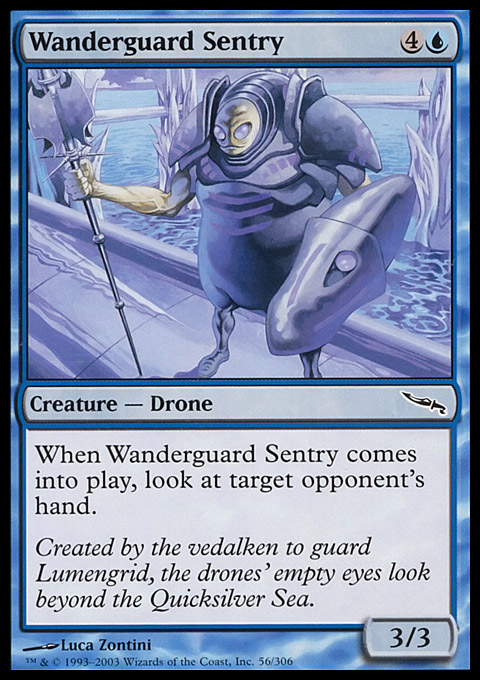 Wanderguard Sentry 4
Creature — Drone
When Wanderguard Sentry comes
into play, look at target opponent's
hand.
Created by the vedalken to guard
Lumengrid, the drones' empty eyes look
beyond the Quicksilver Sea.
3/3
Luca Zontini
™ & © 1993–2003 Wizards of the Coast, Inc. 56/306